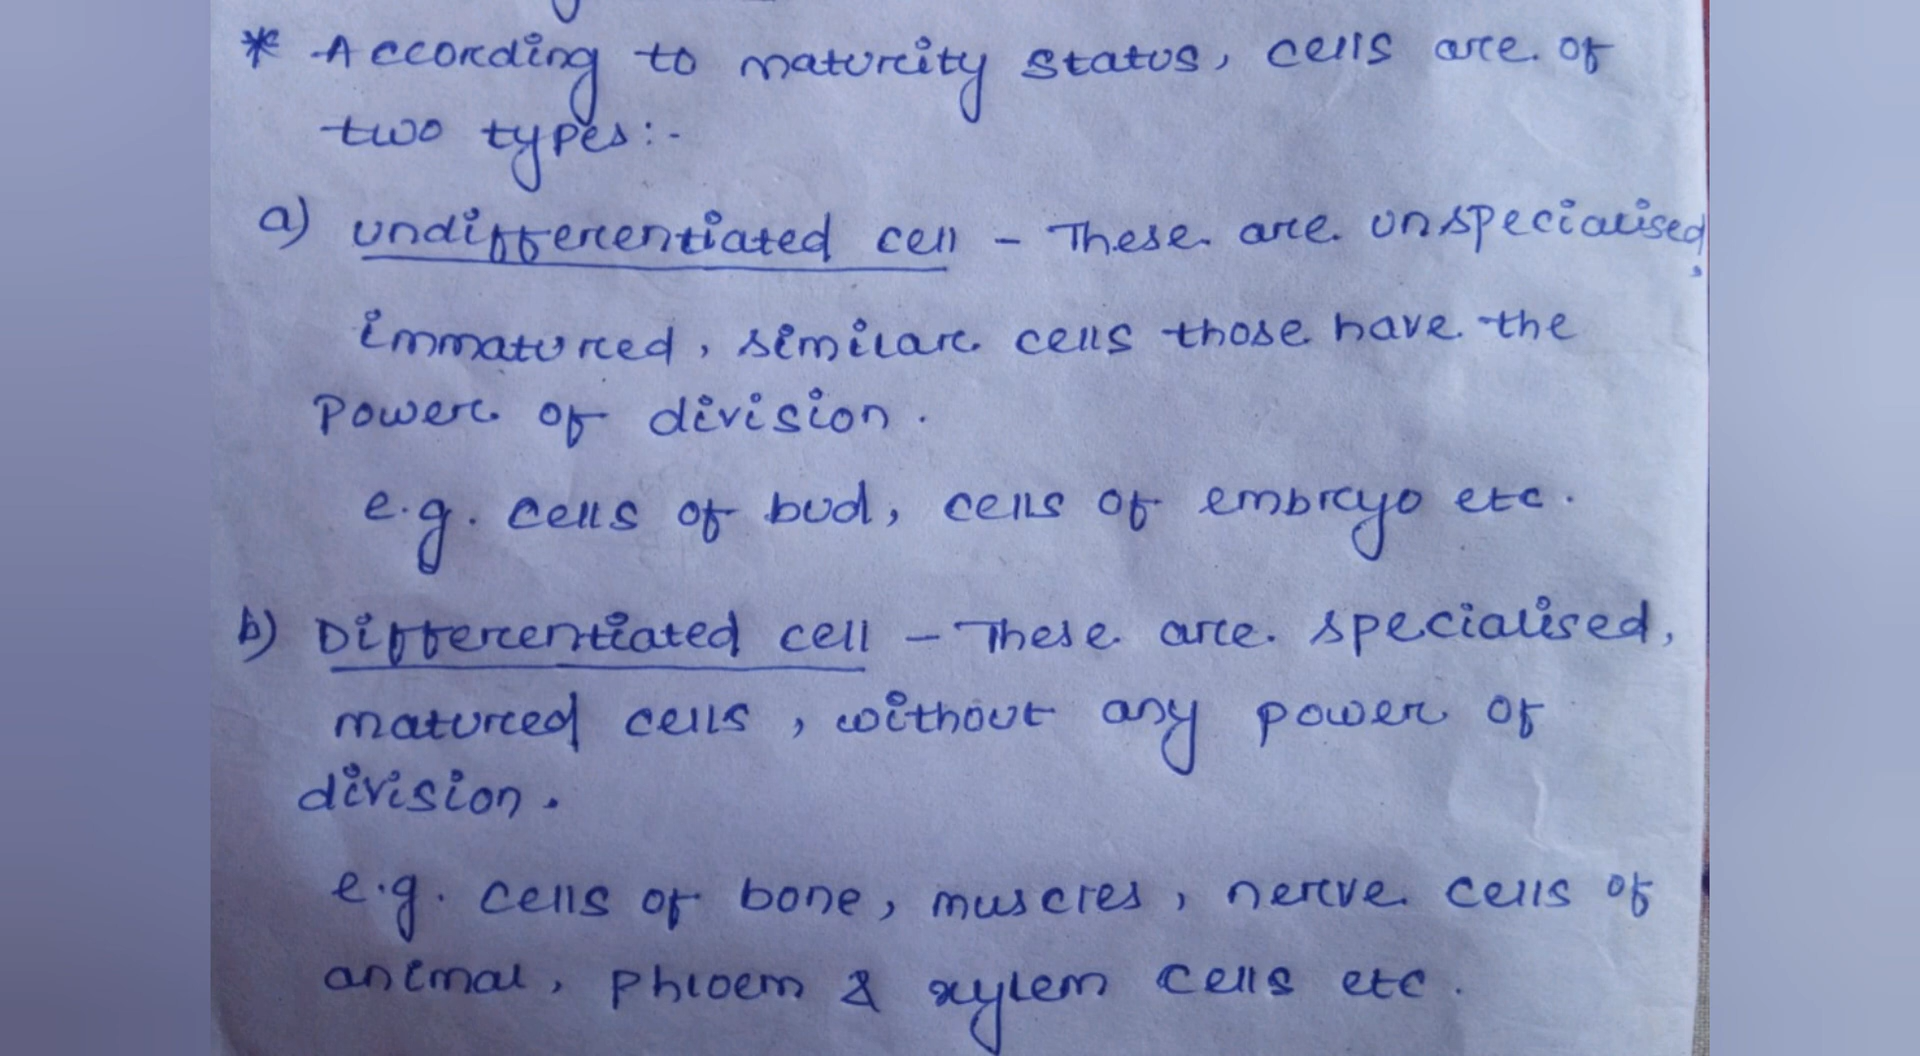 * According to maturity status, cells are of
two types:-
a) undifferentiated cell - These are unspecialised,
immatured, similar cells those have the
Power of division.
e.g. cells of bud, cells of embryo etc.
b) Differentiated cell - These are specialised,
matured cells, without any power of
division.
e.g. cells of bone, muscles, nerve cells of
animal, phloem & xylem cells etc.